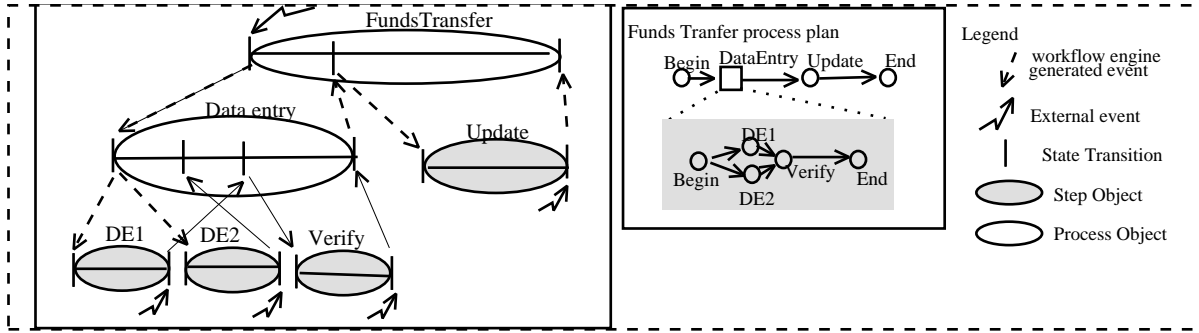 FundsTransfer
Data entry
Update
DE1
DE2
Verify
Funds Tranfer process plan
Begin
DataEntry
Update
End
DE1
Begin
Verify
End
DE2
Legend
workflow engine
generated event
External event
State Transition
Step Object
Process Object